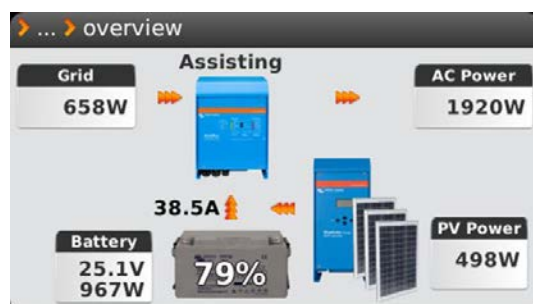 ... overview
Assisting
Grid
658W
AC Power
1920W
38.5A
Battery
25.1V
967W
79%
PV Power
498W